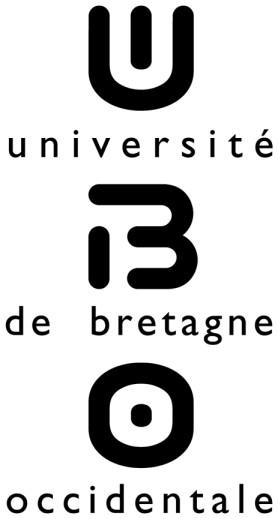 U
université
B
de bretagne
O
occidentale